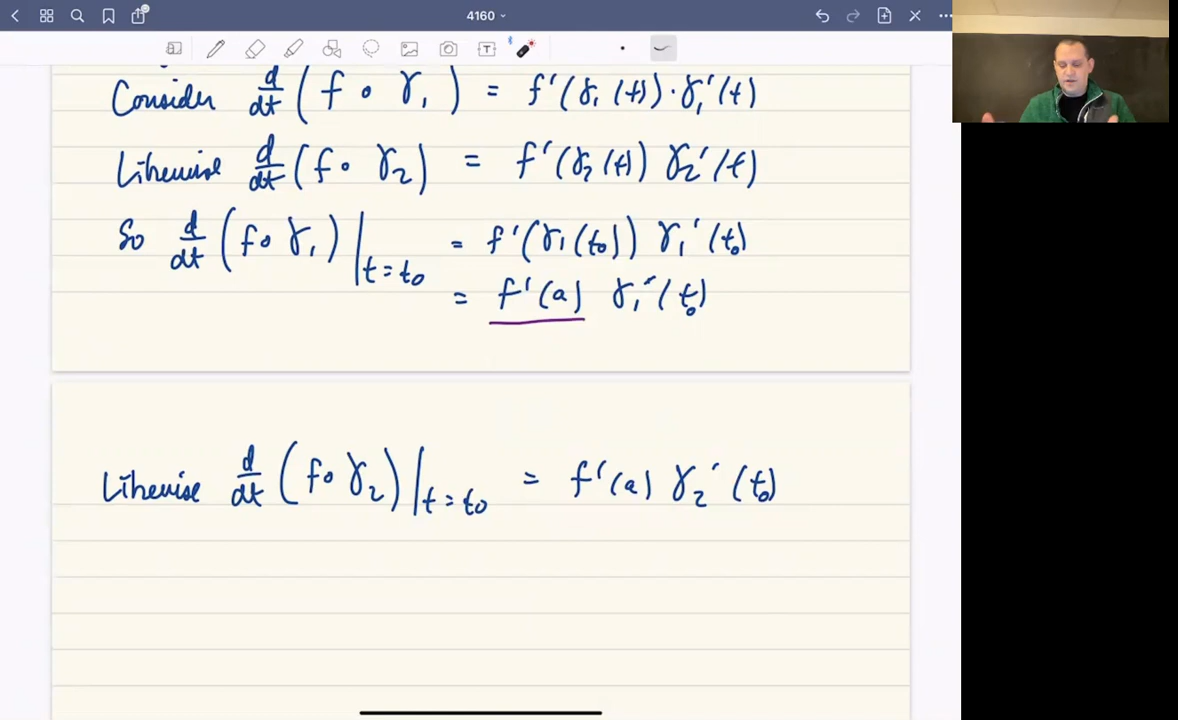 4160
Consider d/dt (f ∘ γ₁) = f'(γ₁(t)) · γ₁'(t)
Likewise d/dt (f ∘ γ₂) = f'(γ₂(t)) γ₂'(t)
So d/dt (f ∘ γ₁) |t=t₀ = f'(γ₁(t₀)) γ₁'(t₀)
= f'(a) γ₁'(t₀)
Likewise d/dt (f ∘ γ₂) |t=t₀ = f'(a) γ₂'(t₀)